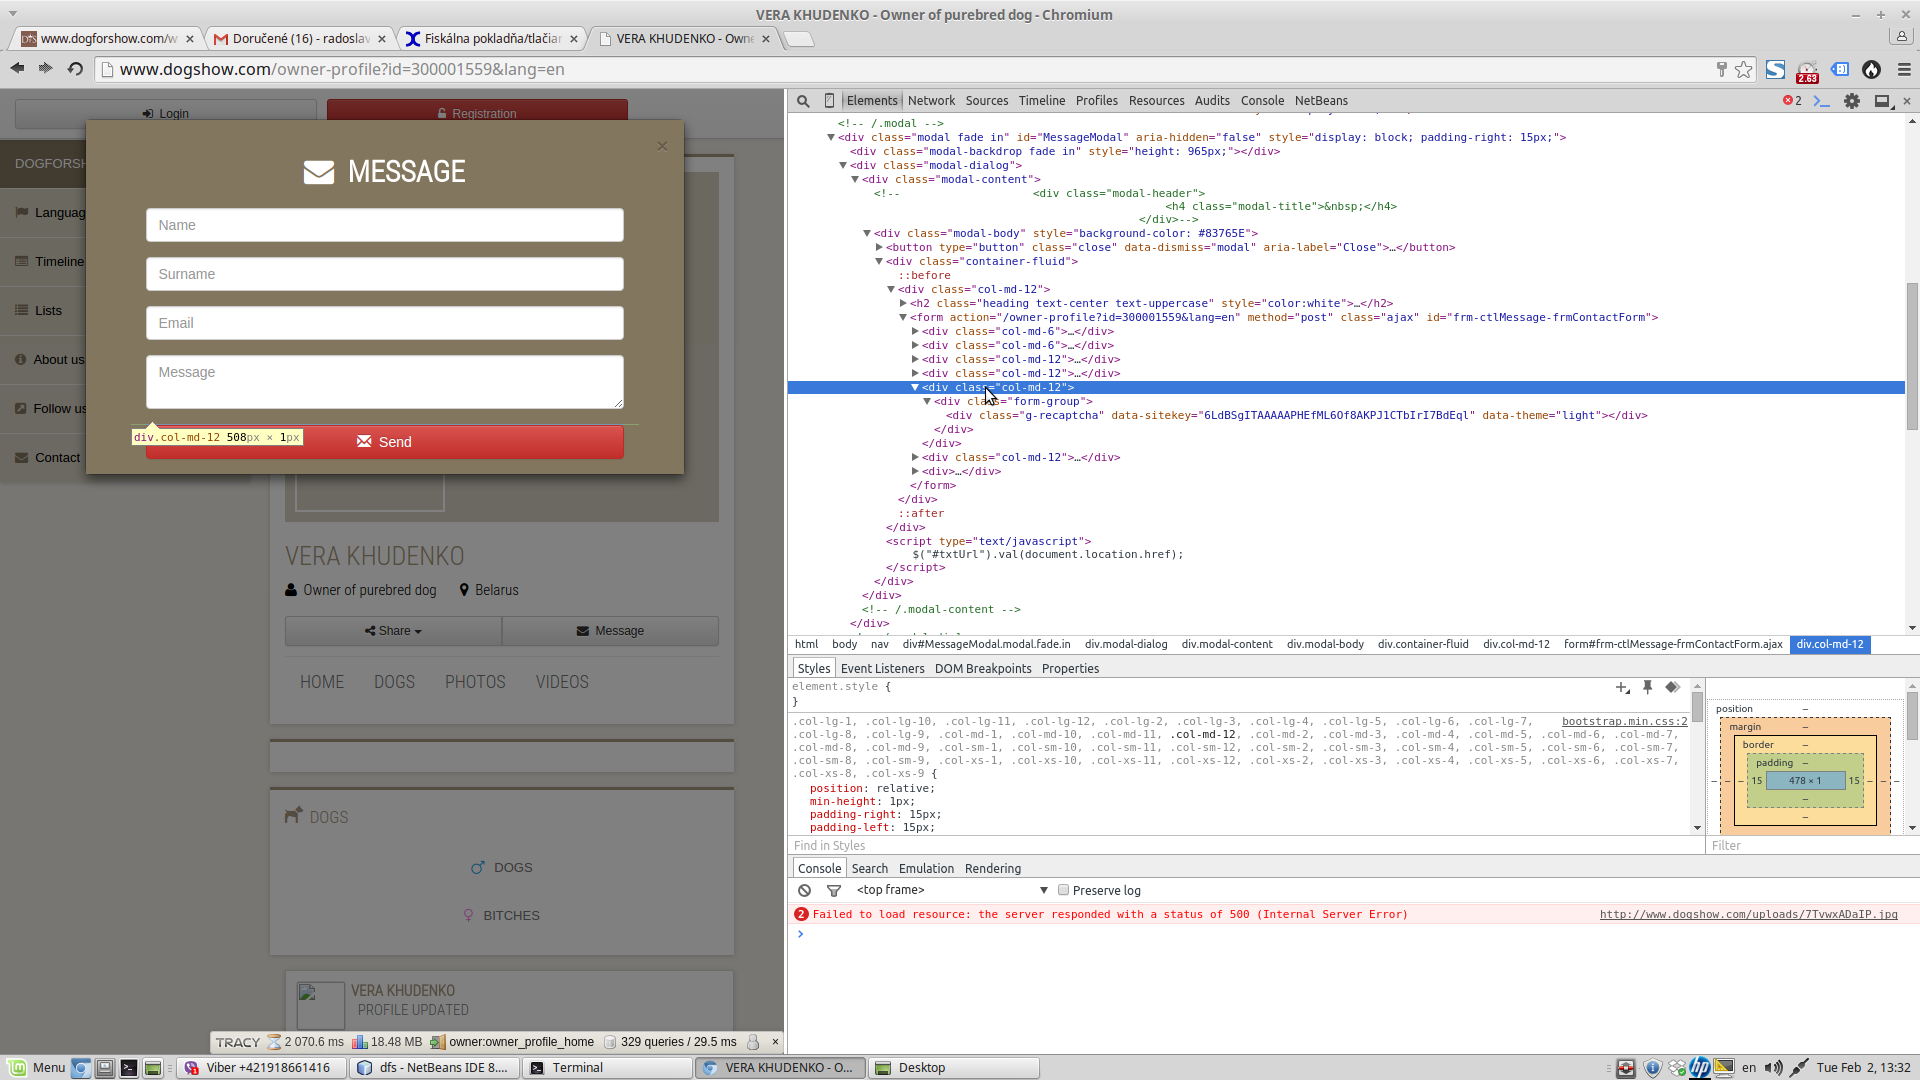 VERA KHUDENKO - Owner of purebred dog - Chromium
www.dogforshow.com/w
Doručené (16) - radoslav
Fiskálna pokladňa/tlačiar
VERA KHUDENKO - Own
www.dogshow.com/owner-profile?id=300001559&lang=en
2.63
Login
Registration
DOGFORSH
Languag
Timeline
Lists
About us
Follow us
Contact
×
MESSAGE
Name
Surname
Email
Message
div.col-md-12 508px × 1px
Send
VERA KHUDENKO
Owner of purebred dog
Belarus
Share
Message
HOME
DOGS
PHOTOS
VIDEOS
DOGS
DOGS
BITCHES
VERA KHUDENKO
PROFILE UPDATED
TRACY 2 070.6 ms 18.48 MB owner:owner_profile_home 329 queries / 29.5 ms ×
Elements Network Sources Timeline Profiles Resources Audits Console NetBeans 2
<!-- /.modal -->
<div class="modal fade in" id="MessageModal" aria-hidden="false" style="display: block; padding-right: 15px;">
<div class="modal-backdrop fade in" style="height: 965px;"></div>
<div class="modal-dialog">
<div class="modal-content">
<!-- <div class="modal-header">
<h4 class="modal-title">&nbsp;</h4>
</div>-->
<div class="modal-body" style="background-color: #83765E">
<button type="button" class="close" data-dismiss="modal" aria-label="Close">…</button>
<div class="container-fluid">
::before
<div class="col-md-12">
<h2 class="heading text-center text-uppercase" style="color:white">…</h2>
<form action="/owner-profile?id=300001559&lang=en" method="post" class="ajax" id="frm-ctlMessage-frmContactForm">
<div class="col-md-6">…</div>
<div class="col-md-6">…</div>
<div class="col-md-12">…</div>
<div class="col-md-12">…</div>
<div class="col-md-12">
<div class="form-group">
<div class="g-recaptcha" data-sitekey="6LdBSgITAAAAAPHEfML6Of8AKPJ1CTbIrI7BdEql" data-theme="light"></div>
</div>
</div>
<div class="col-md-12">…</div>
<div>…</div>
</form>
</div>
::after
</div>
<script type="text/javascript">
$("#txtUrl").val(document.location.href);
</script>
</div>
</div>
<!-- /.modal-content -->
</div>
html body nav div#MessageModal.modal.fade.in div.modal-dialog div.modal-content div.modal-body div.container-fluid div.col-md-12 form#frm-ctlMessage-frmContactForm.ajax div.col-md-12
Styles Event Listeners DOM Breakpoints Properties
element.style {
}
.col-lg-1, .col-lg-10, .col-lg-11, .col-lg-12, .col-lg-2, .col-lg-3, .col-lg-4, .col-lg-5, .col-lg-6, .col-lg-7, bootstrap.min.css:2
.col-lg-8, .col-lg-9, .col-md-1, .col-md-10, .col-md-11, .col-md-12, .col-md-2, .col-md-3, .col-md-4, .col-md-5, .col-md-6, .col-md-7,
.col-md-8, .col-md-9, .col-sm-1, .col-sm-10, .col-sm-11, .col-sm-12, .col-sm-2, .col-sm-3, .col-sm-4, .col-sm-5, .col-sm-6, .col-sm-7,
.col-sm-8, .col-sm-9, .col-xs-1, .col-xs-10, .col-xs-11, .col-xs-12, .col-xs-2, .col-xs-3, .col-xs-4, .col-xs-5, .col-xs-6, .col-xs-7,
.col-xs-8, .col-xs-9 {
position: relative;
min-height: 1px;
padding-right: 15px;
padding-left: 15px;
Find in Styles
position –
margin –
border –
padding –
– – 15 478 × 1 15 – – –
–
–
Filter
Console Search Emulation Rendering
<top frame> Preserve log
2 Failed to load resource: the server responded with a status of 500 (Internal Server Error) http://www.dogshow.com/uploads/7TvwxADaIP.jpg
>
Menu Viber +421918661416 dfs - NetBeans IDE 8.... Terminal VERA KHUDENKO - O... Desktop en Tue Feb 2, 13:32